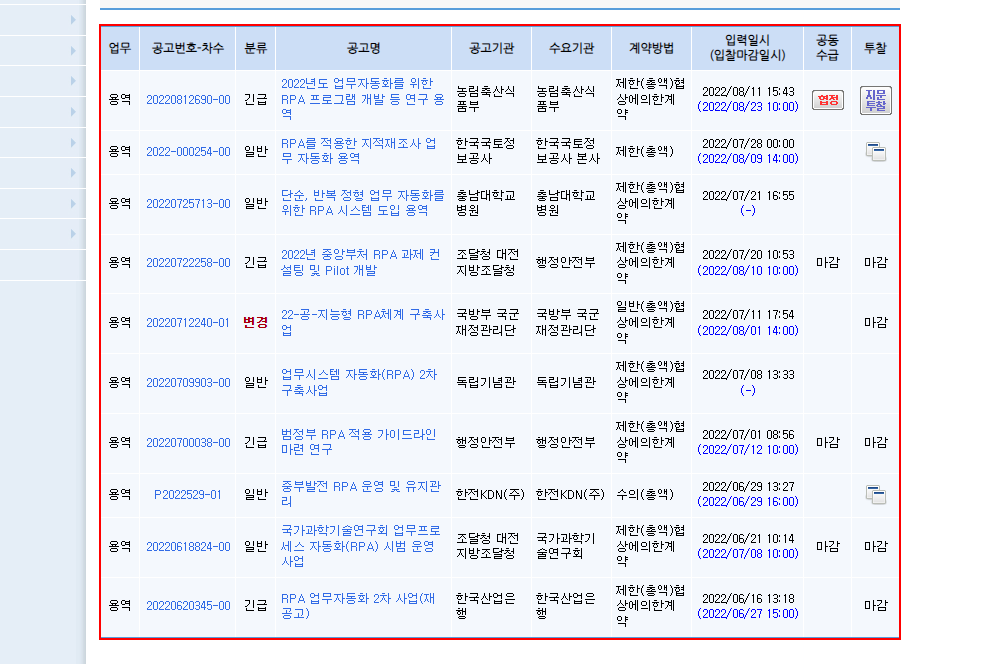 업무 공고번호-차수 분류 공고명 공고기관 수요기관 계약방법 입력일시 (입찰마감일시) 공동 수급 투찰
용역 20220812690-00 긴급 2022년도 업무자동화를 위한 RPA 프로그램 개발 등 연구 용역 농림축산식품부 농림축산식품부 제한(총액)협상에의한계약 2022/08/11 15:43 (2022/08/23 10:00) 협정 지문투찰
용역 2022-000254-00 일반 RPA를 적용한 지적재조사 업무 자동화 용역 한국국토정보공사 한국국토정보공사 본사 제한(총액) 2022/07/28 00:00 (2022/08/09 14:00)
용역 20220725713-00 일반 단순, 반복 정형 업무 자동화를 위한 RPA 시스템 도입 용역 충남대학교병원 충남대학교병원 제한(총액)협상에의한계약 2022/07/21 16:55 (-)
용역 20220722258-00 긴급 2022년 중앙부처 RPA 과제 컨설팅 및 Pilot 개발 조달청 대전지방조달청 행정안전부 제한(총액)협상에의한계약 2022/07/20 10:53 (2022/08/10 10:00) 마감 마감
용역 20220712240-01 변경 22-공-지능형 RPA체계 구축사업 국방부 국군재정관리단 국방부 국군재정관리단 일반(총액)협상에의한계약 2022/07/11 17:54 (2022/08/01 14:00) 마감
용역 20220709903-00 일반 업무시스템 자동화(RPA) 2차 구축사업 독립기념관 독립기념관 제한(총액)협상에의한계약 2022/07/08 13:33 (-)
용역 20220700038-00 긴급 범정부 RPA 적용 가이드라인 마련 연구 행정안전부 행정안전부 제한(총액)협상에의한계약 2022/07/01 08:56 (2022/07/12 10:00) 마감 마감
용역 P2022529-01 일반 중부발전 RPA 운영 및 유지관리 한전KDN(주) 한전KDN(주) 수의(총액) 2022/06/29 13:27 (2022/06/29 16:00)
용역 20220618824-00 일반 국가과학기술연구회 업무프로세스 자동화(RPA) 시범 운영 사업 조달청 대전지방조달청 국가과학기술연구회 제한(총액)협상에의한계약 2022/06/21 10:14 (2022/07/08 10:00) 마감 마감
용역 20220620345-00 긴급 RPA 업무자동화 2차 사업(재공고) 한국산업은행 한국산업은행 제한(총액)협상에의한계약 2022/06/16 13:18 (2022/06/27 15:00) 마감